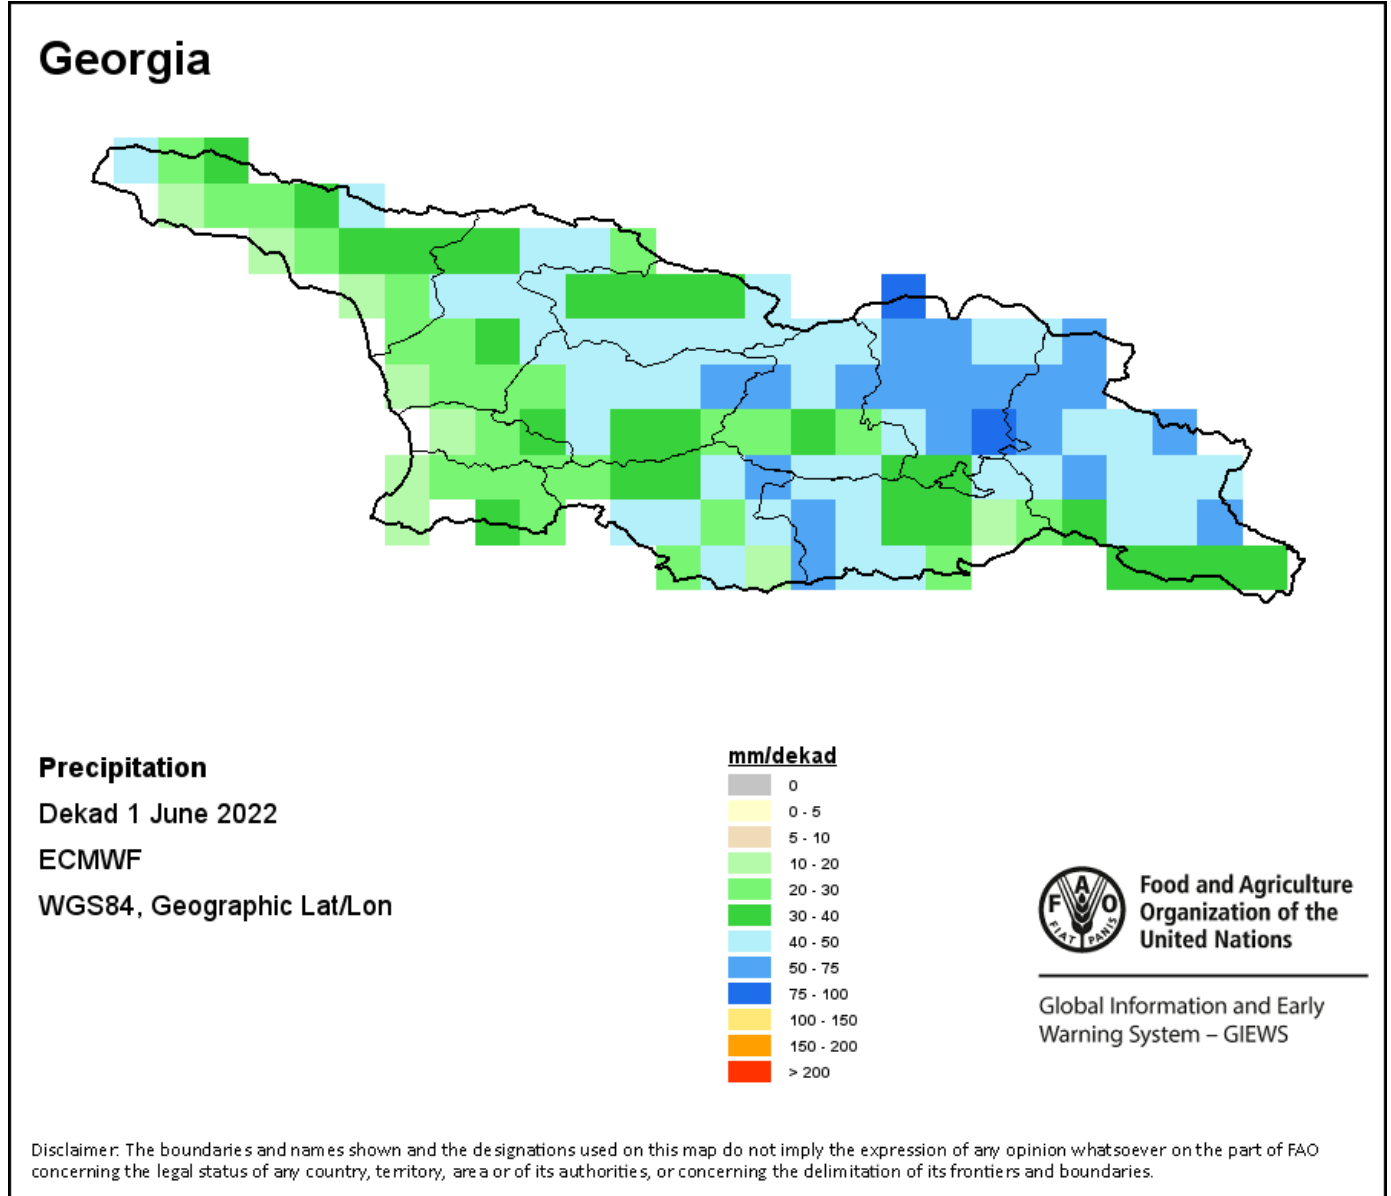 Georgia
Precipitation
Dekad 1 June 2022
ECMWF
WGS84, Geographic Lat/Lon
mm/dekad
0
0 - 5
5 - 10
10 - 20
20 - 30
30 - 40
40 - 50
50 - 75
75 - 100
100 - 150
150 - 200
> 200
F A O
FIAT PANIS
Food and Agriculture
Organization of the
United Nations
Global Information and Early
Warning System – GIEWS
Disclaimer: The boundaries and names shown and the designations used on this map do not imply the expression of any opinion whatsoever on the part of FAO
concerning the legal status of any country, territory, area or of its authorities, or concerning the delimitation of its frontiers and boundaries.